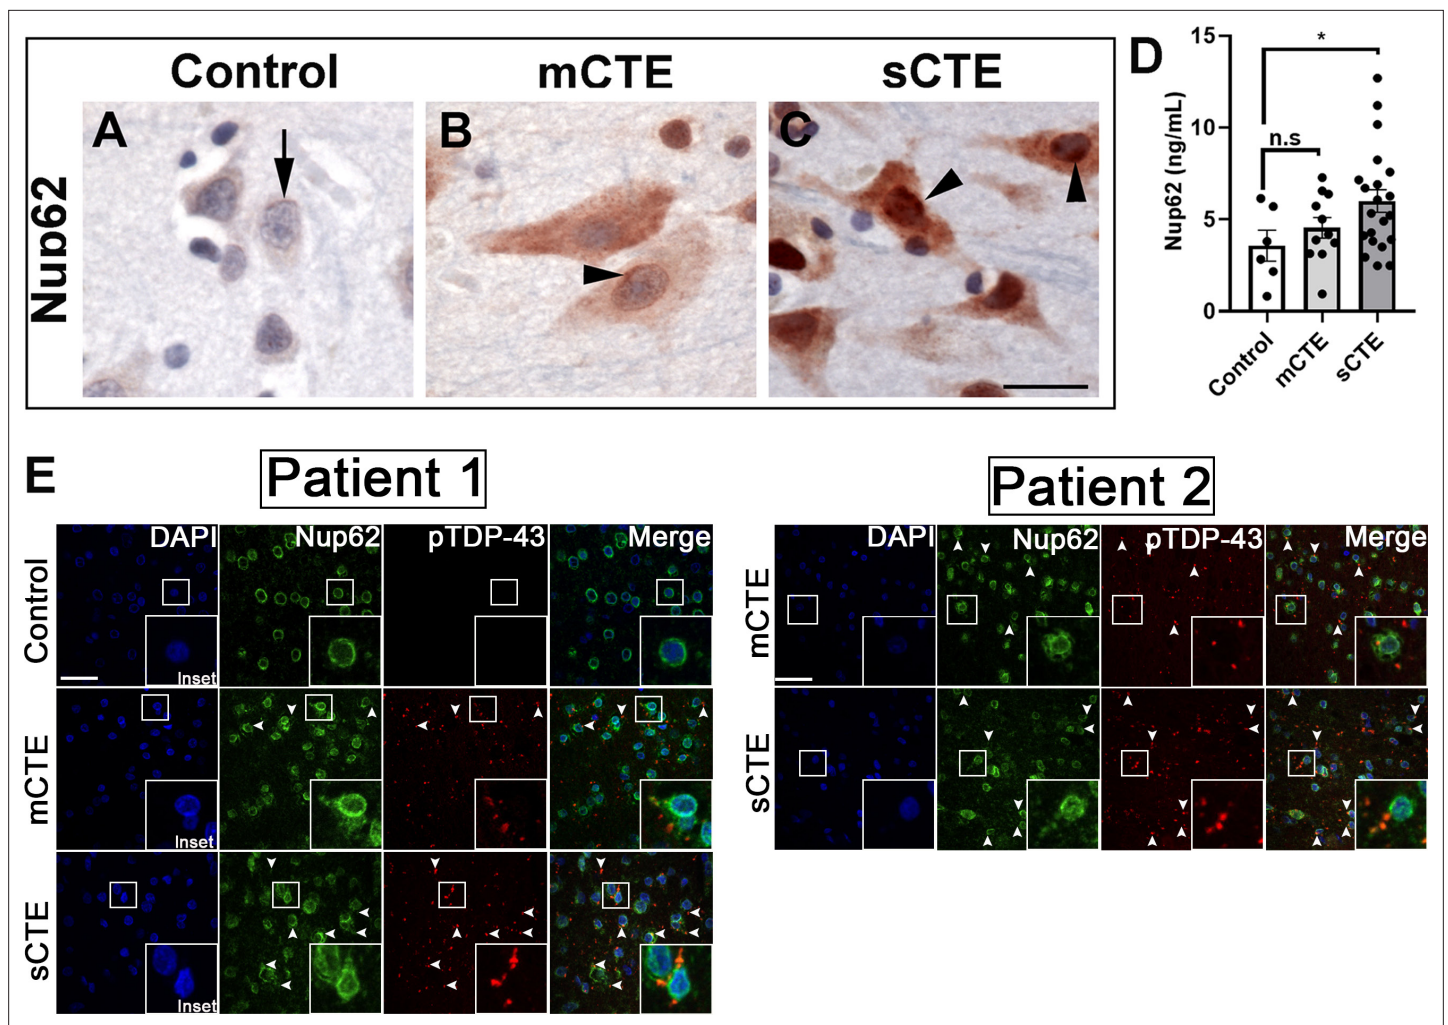 Control mCTE sCTE
Nup62
A B C
D
Nup62 (ng/mL)
15
10
5
0
*
n.s
Control mCTE sCTE
E
Patient 1
DAPI Nup62 pTDP-43 Merge
Control
Inset
mCTE
Inset
sCTE
Inset
Patient 2
DAPI Nup62 pTDP-43 Merge
mCTE
sCTE